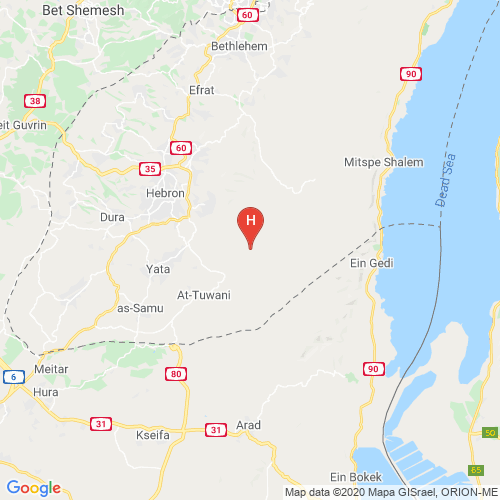 Bet Shemesh
60
Bethlehem
90
Efrat
38
eit Guvrin
60
Mitspe Shalem
35
Dead Sea
Hebron
Dura
H
Ein Gedi
Yata
At-Tuwani
as-Samu
Meitar
6
80
90
Hura
31
31
Arad
Kseifa
50
65
Ein Bokek
Map data ©2020 Mapa GISrael, ORION-ME